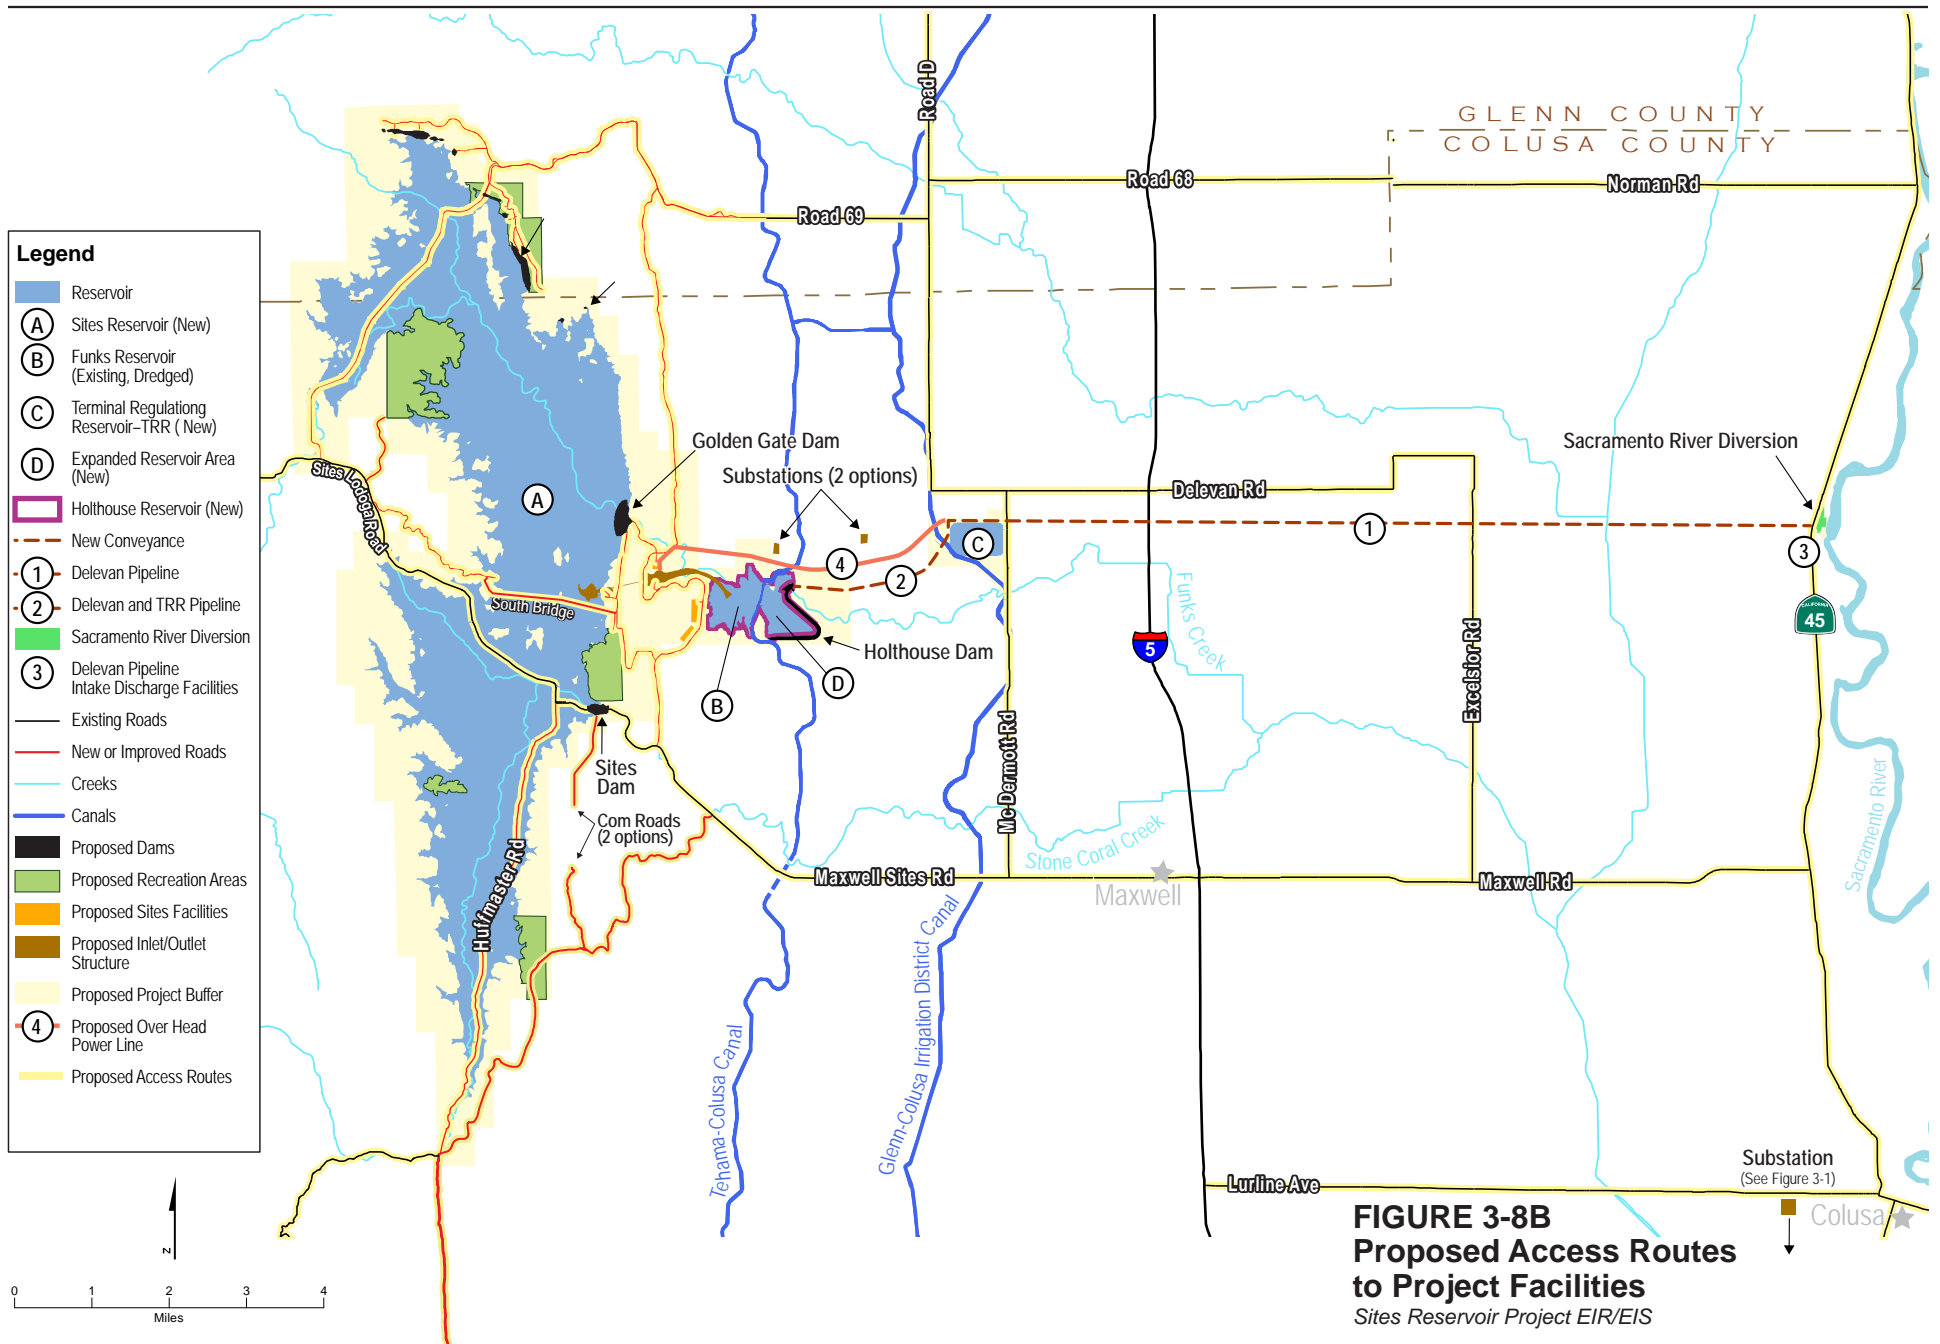 GLENN COUNTY
COLUSA COUNTY
Road D
Road 68
Norman Rd
Road 69
Legend
Reservoir
A Sites Reservoir (New)
B Funks Reservoir
(Existing, Dredged)
C Terminal Regulationg
Reservoir–TRR ( New)
D Expanded Reservoir Area
(New)
Holthouse Reservoir (New)
New Conveyance
1 Delevan Pipeline
2 Delevan and TRR Pipeline
Sacramento River Diversion
3 Delevan Pipeline
Intake Discharge Facilities
Existing Roads
New or Improved Roads
Creeks
Canals
Proposed Dams
Proposed Recreation Areas
Proposed Sites Facilities
Proposed Inlet/Outlet
Structure
Proposed Project Buffer
4 Proposed Over Head
Power Line
Proposed Access Routes
Golden Gate Dam
Substations (2 options)
Sacramento River Diversion
Sites Lodoga Road
Delevan Rd
A
C
1
3
4
2
South Bridge
Funks Creek
CALIFORNIA
45
5
Holthouse Dam
B
D
Excelsior Rd
Mc Dermott Rd
Sites
Dam
Com Roads
(2 options)
Huffmaster Rd
Stone Coral Creek
Sacramento River
Maxwell Sites Rd
Maxwell
Maxwell Rd
Tehama-Colusa Canal
Glenn-Colusa Irrigation District Canal
Lurline Ave
Substation
(See Figure 3-1)
Colusa
N
0 1 2 3 4
Miles
FIGURE 3-8B
Proposed Access Routes
to Project Facilities
Sites Reservoir Project EIR/EIS